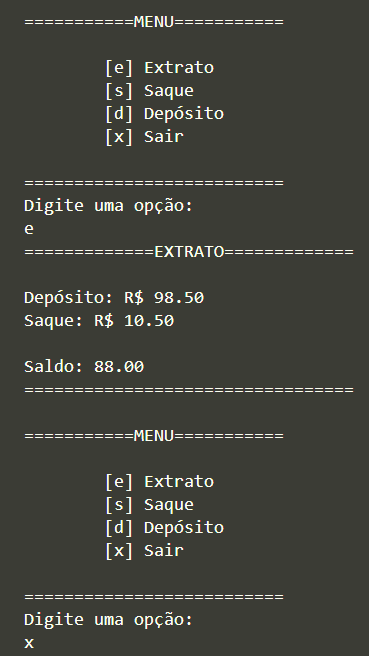 ===========MENU===========
[e] Extrato
[s] Saque
[d] Depósito
[x] Sair
==========================
Digite uma opção:
e
=============EXTRATO=============
Depósito: R$ 98.50
Saque: R$ 10.50
Saldo: 88.00
=================================
===========MENU===========
[e] Extrato
[s] Saque
[d] Depósito
[x] Sair
==========================
Digite uma opção:
x